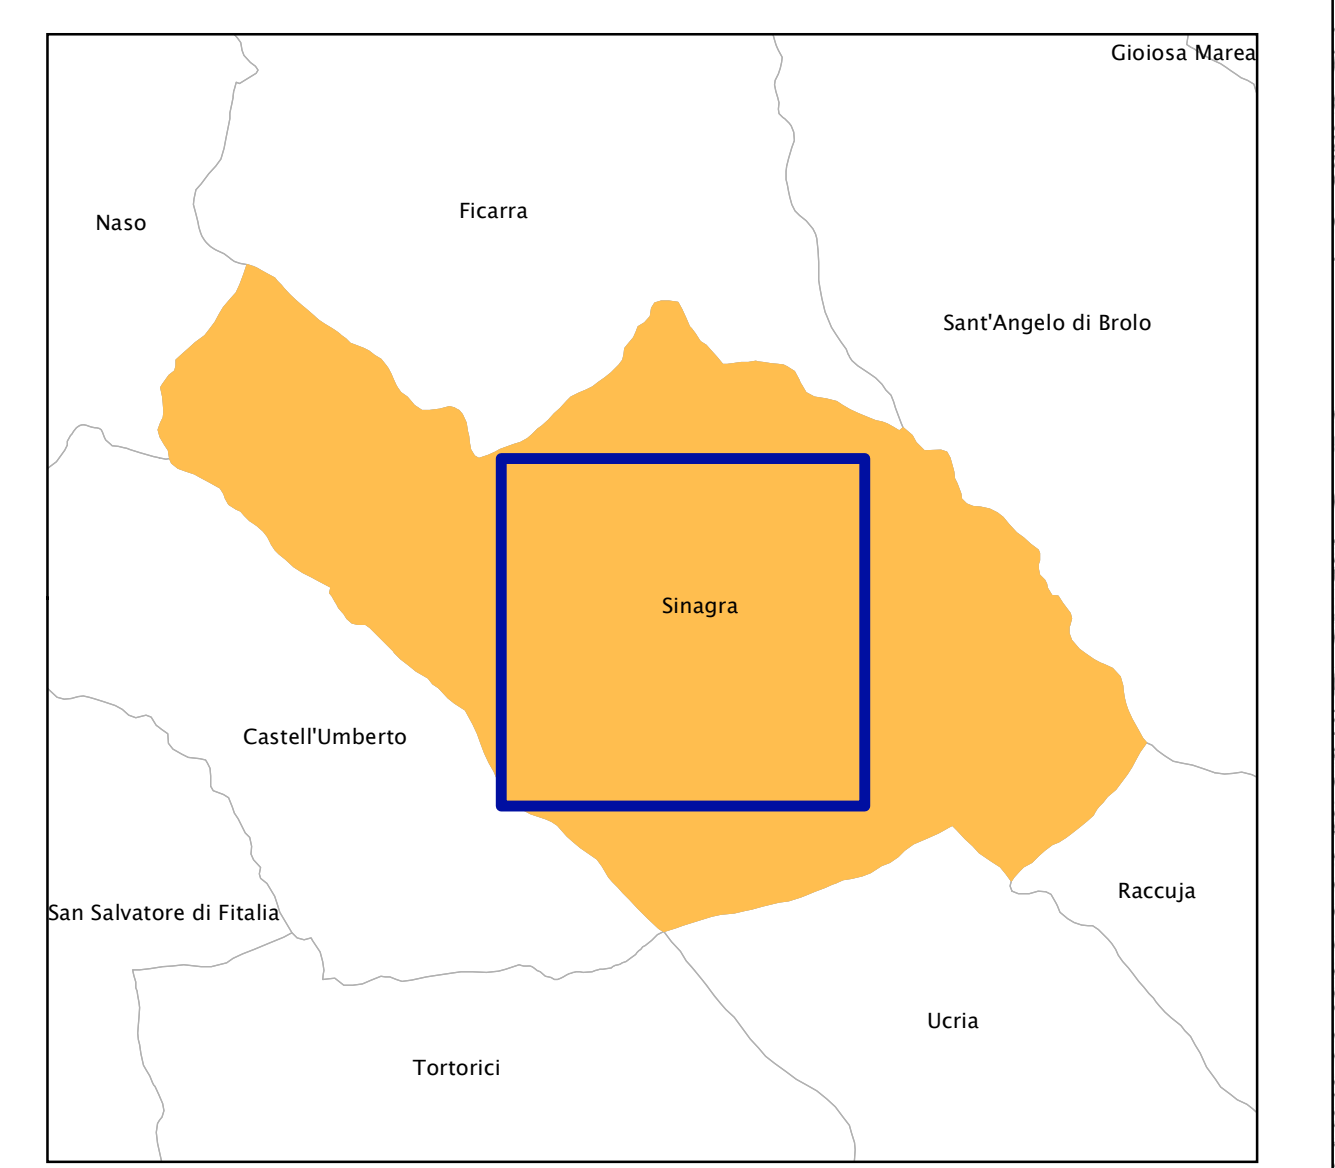 Gioiosa Marea
Ficarra
Naso
Sant'Angelo di Brolo
Sinagra
Castell'Umberto
Raccuja
San Salvatore di Fitalia
Ucria
Tortorici